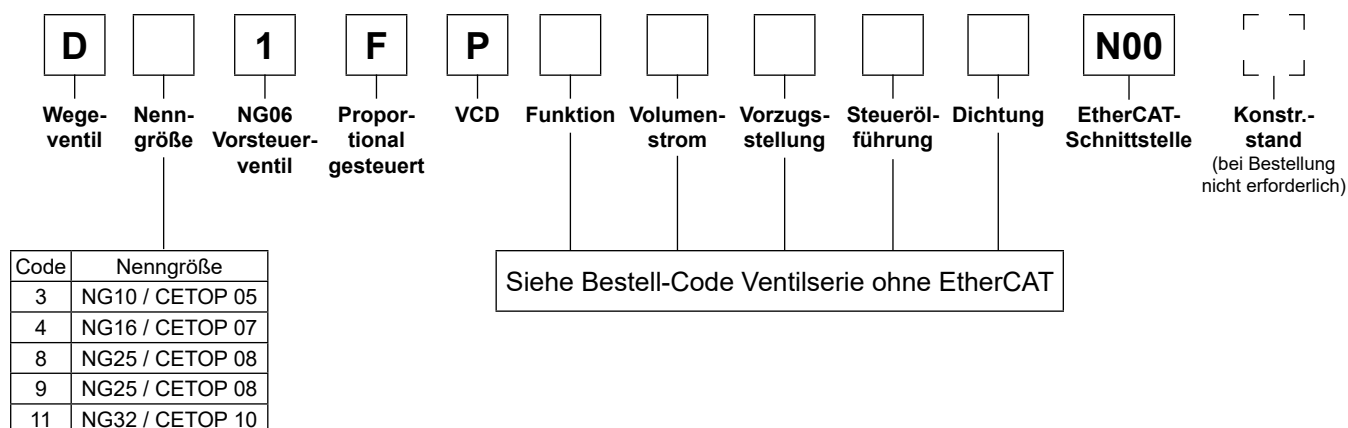 D 1 F P N00
Wege-
ventil
Nenn-
größe
NG06
Vorsteuer-
ventil
Propor-
tional
gesteuert
VCD
Funktion
Volumen-
strom
Vorzugs-
stellung
Steueröl-
führung
Dichtung
EtherCAT-
Schnittstelle
Konstr.-
stand
(bei Bestellung
nicht erforderlich)
Code Nenngröße
3 NG10 / CETOP 05
4 NG16 / CETOP 07
8 NG25 / CETOP 08
9 NG25 / CETOP 08
11 NG32 / CETOP 10
Siehe Bestell-Code Ventilserie ohne EtherCAT